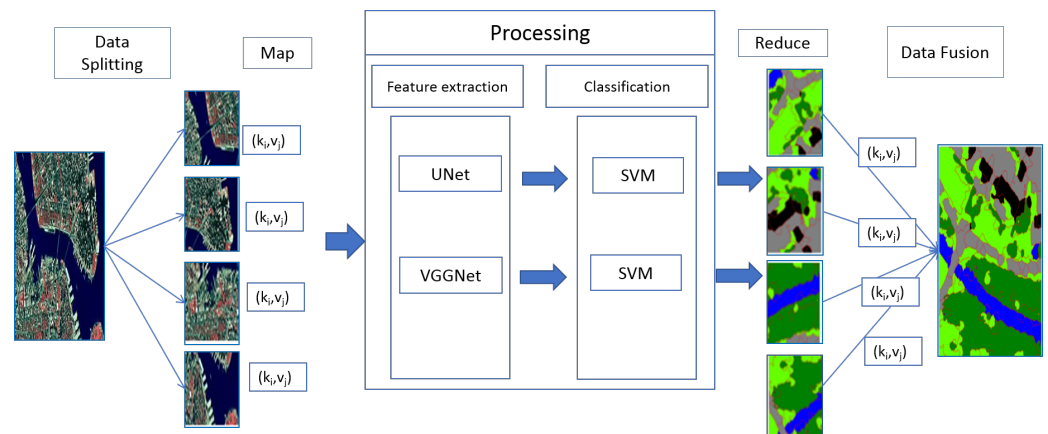 Data
Splitting
Map
Processing
Reduce
Data Fusion
Feature extraction
Classification
(ki,vj)
(ki,vj)
(ki,vj)
(ki,vj)
UNet
SVM
VGGNet
SVM
(ki,vj)
(ki,vj)
(ki,vj)
(ki,vj)